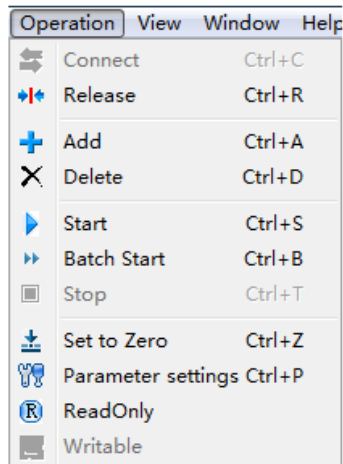 Operation View Window Help
Connect Ctrl+C
Release Ctrl+R
Add Ctrl+A
Delete Ctrl+D
Start Ctrl+S
Batch Start Ctrl+B
Stop Ctrl+T
Set to Zero Ctrl+Z
Parameter settings Ctrl+P
R ReadOnly
Writable